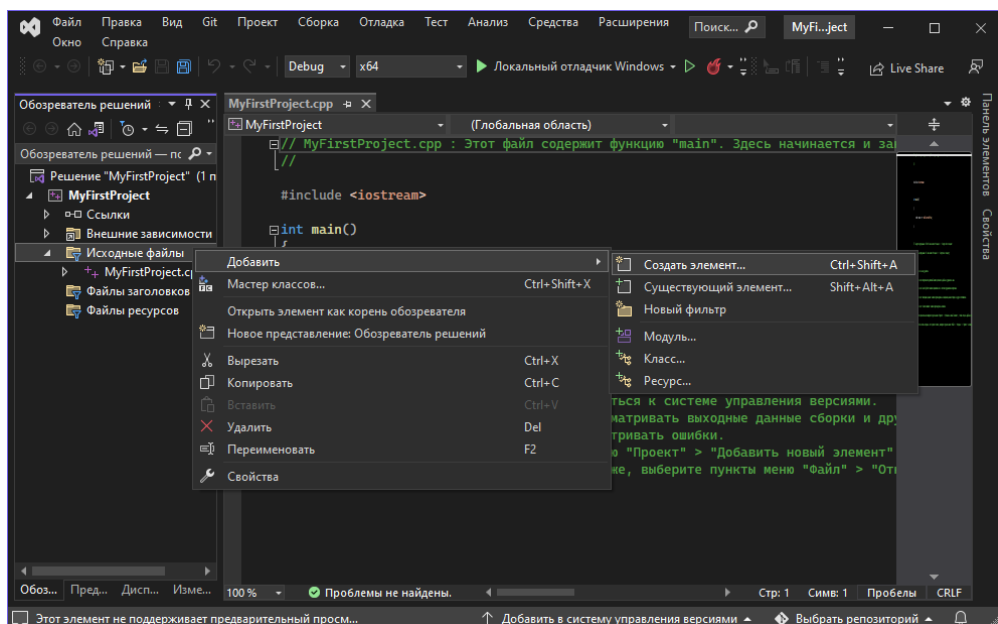 Файл Правка Вид Git Проект Сборка Отладка Тест Анализ Средства Расширения Поиск... MyFi...ject
Окно Справка
Debug x64 Локальный отладчик Windows Live Share
Обозреватель решений
MyFirstProject.cpp
MyFirstProject (Глобальная область)
Обозреватель решений — пс
Решение "MyFirstProject" (1 п
MyFirstProject
Ссылки
Внешние зависимости
Исходные файлы
MyFirstProject.c
Файлы заголовков
Файлы ресурсов
// MyFirstProject.cpp : Этот файл содержит функцию "main". Здесь начинается и за
//
#include <iostream>
int main()
{
Добавить
Мастер классов... Ctrl+Shift+X
Открыть элемент как корень обозревателя
Новое представление: Обозреватель решений
Вырезать Ctrl+X
Копировать Ctrl+C
Вставить Ctrl+V
Удалить Del
Переименовать F2
Свойства
Создать элемент... Ctrl+Shift+A
Существующий элемент... Shift+Alt+A
Новый фильтр
Модуль...
Класс...
Ресурс...
ться к системе управления версиями.
матривать выходные данные сборки и дру
тривать ошибки.
ю "Проект" > "Добавить новый элемент"
же, выберите пункты меню "Файл" > "Отк
Панель элементов
Свойства
Обоз... Пред... Дисп... Изме...
100 % Проблемы не найдены. Стр: 1 Симв: 1 Пробелы CRLF
Этот элемент не поддерживает предварительный просм... Добавить в систему управления версиями Выбрать репозиторий